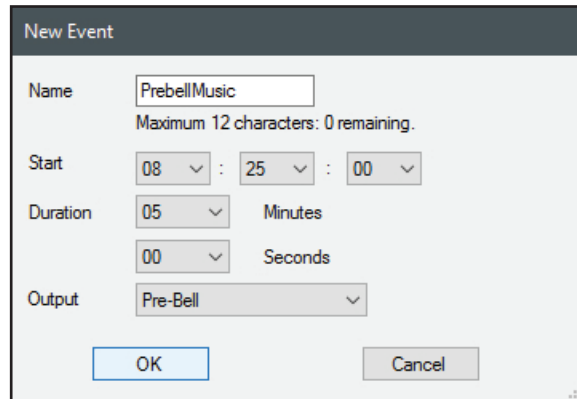 New Event
Name PrebellMusic
Maximum 12 characters: 0 remaining.
Start 08 : 25 : 00
Duration 05 Minutes
00 Seconds
Output Pre-Bell
OK Cancel